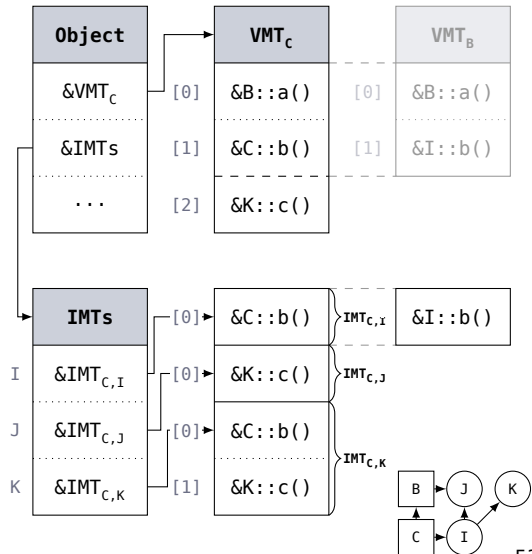 Object VMT_C VMT_B
&VMT_C [0] &B::a() [0] &B::a()
&IMTs [1] &C::b() [1] &I::b()
... [2] &K::c()
IMTs [0] &C::b() IMT_C,I &I::b()
I &IMT_C,I [0] &K::c() IMT_C,J
J &IMT_C,J [0] &C::b()
IMT_C,K
K &IMT_C,K [1] &K::c()
B J K
C I